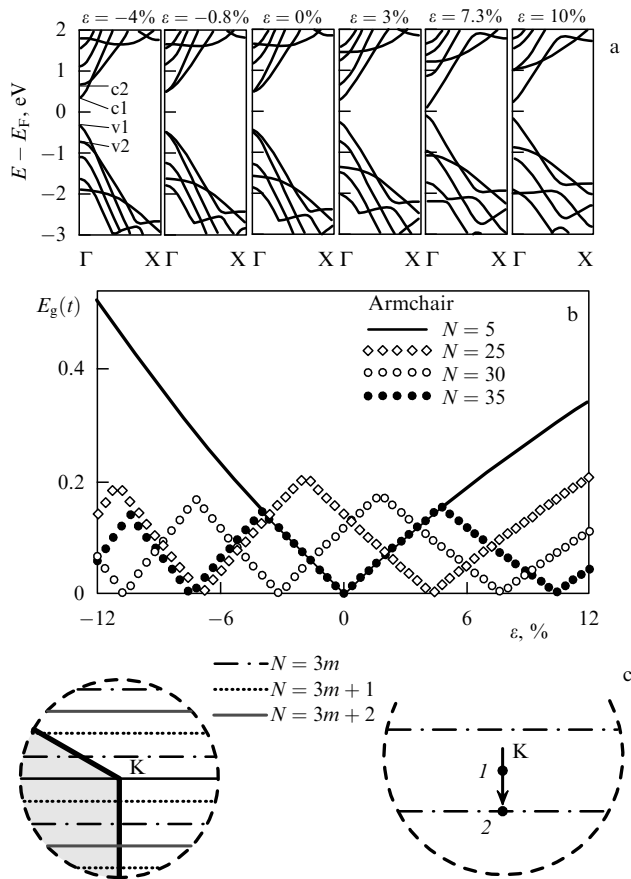 ε = −4% ε = −0.8% ε = 0% ε = 3% ε = 7.3% ε = 10%
a
E − E_F, eV
2
1
0
−1
−2
−3
c2
c1
v1
v2
Γ X Γ X Γ X Γ X Γ X Γ X
b
E_g(t)
0.4
0.2
0
Armchair
N = 5
N = 25
N = 30
N = 35
−12 −6 0 6 12
ε, %
c
N = 3m
N = 3m + 1
N = 3m + 2
K
K
1
2